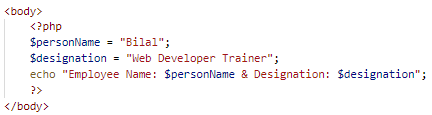 <body>
<?php
$personName = "Bilal";
$designation = "Web Developer Trainer";
echo "Employee Name: $personName & Designation: $designation";
?>
</body>